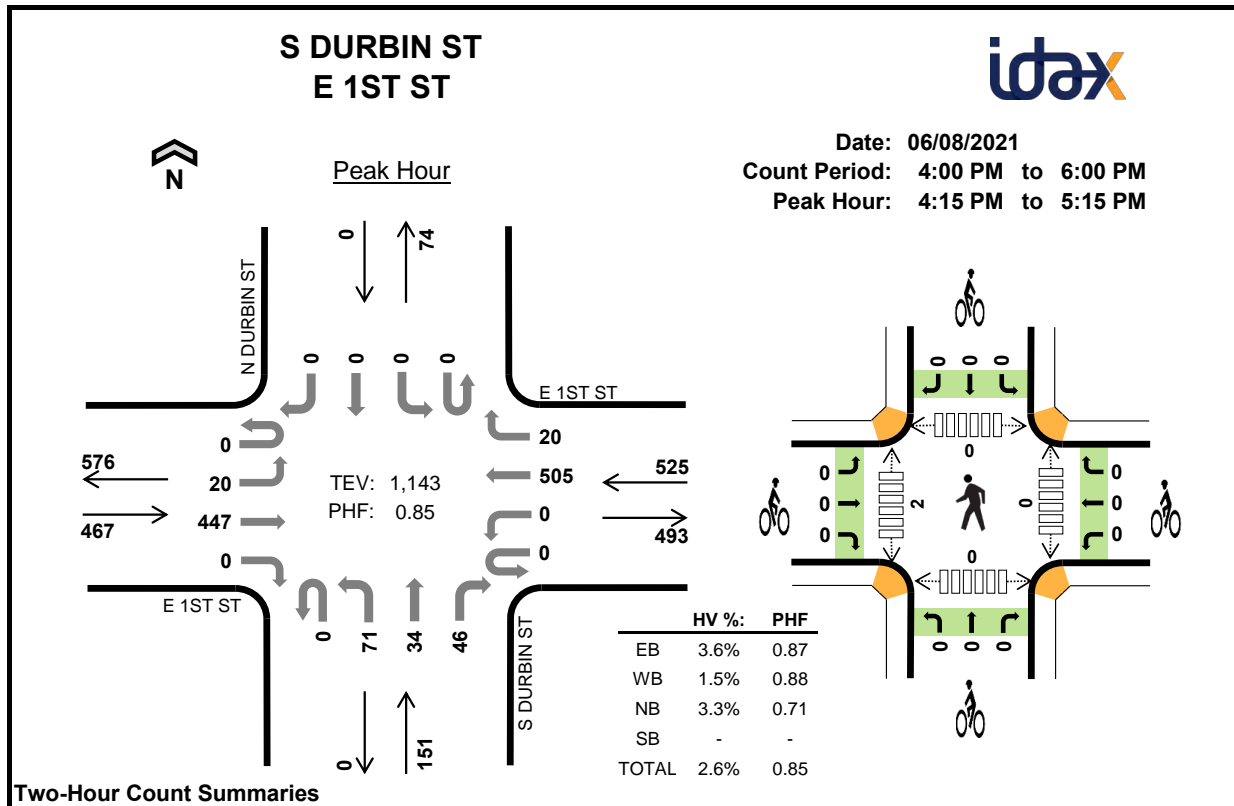 S DURBIN ST
E 1ST ST
idax
Date: 06/08/2021
Count Period: 4:00 PM to 6:00 PM
Peak Hour: 4:15 PM to 5:15 PM
N
Peak Hour
0
74
N DURBIN ST
0 0 0 0
E 1ST ST
0
20
576
20
TEV: 1,143
505
525
467
447
PHF: 0.85
0
493
0
0
E 1ST ST
0
71
34
46
S DURBIN ST
0
151
HV %: PHF
EB 3.6% 0.87
WB 1.5% 0.88
NB 3.3% 0.71
SB - -
TOTAL 2.6% 0.85
0 0 0
0
0
0
0
2
0
0
0
0
0
0 0 0
Two-Hour Count Summaries